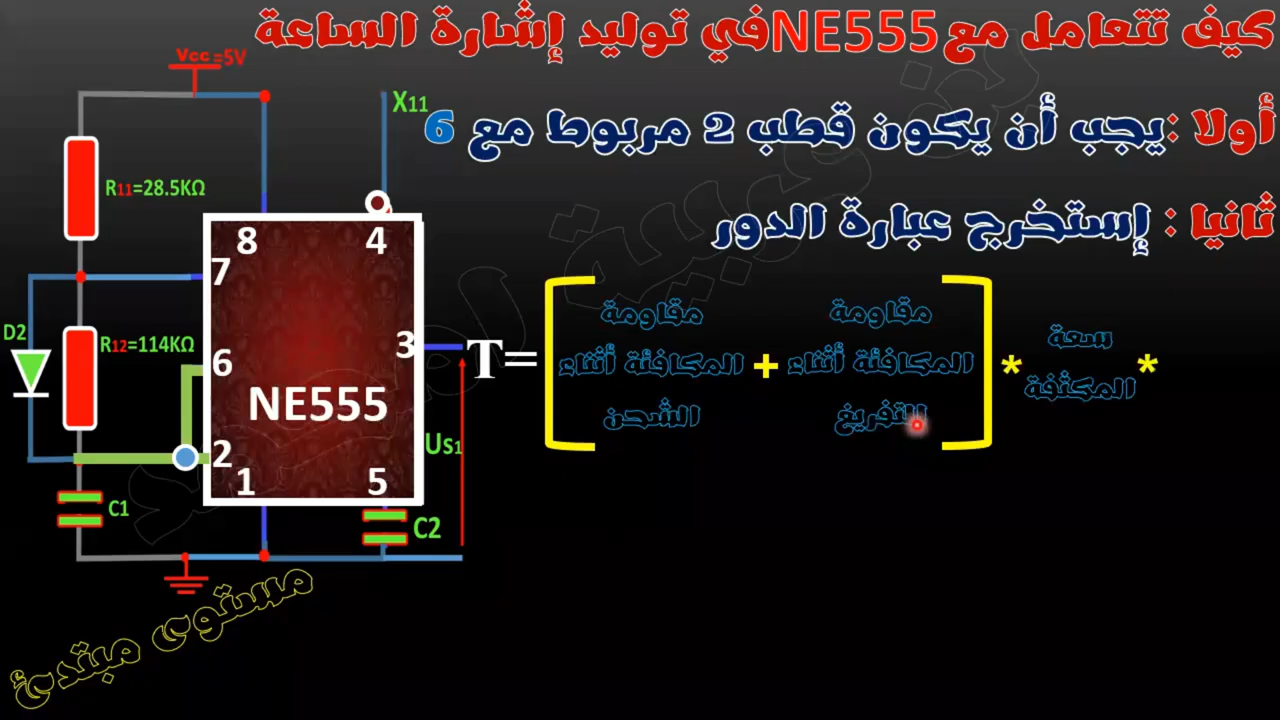 كيف تتعامل مع NE555 في توليد إشارة الساعة
أولا : يجب أن يكون قطب 2 مربوط مع 6
ثانيا : إستخرج عبارة الدور
T= [ مقاومة المكافئة أثناء الشحن + مقاومة المكافئة أثناء التفريغ ] * سعة المكثفة *
Vcc=5V
X11
R11=28.5KΩ
8
4
7
D2
R12=114KΩ
6
3
NE555
2
Us1
1
5
C1
C2
مستوى مبتدئ